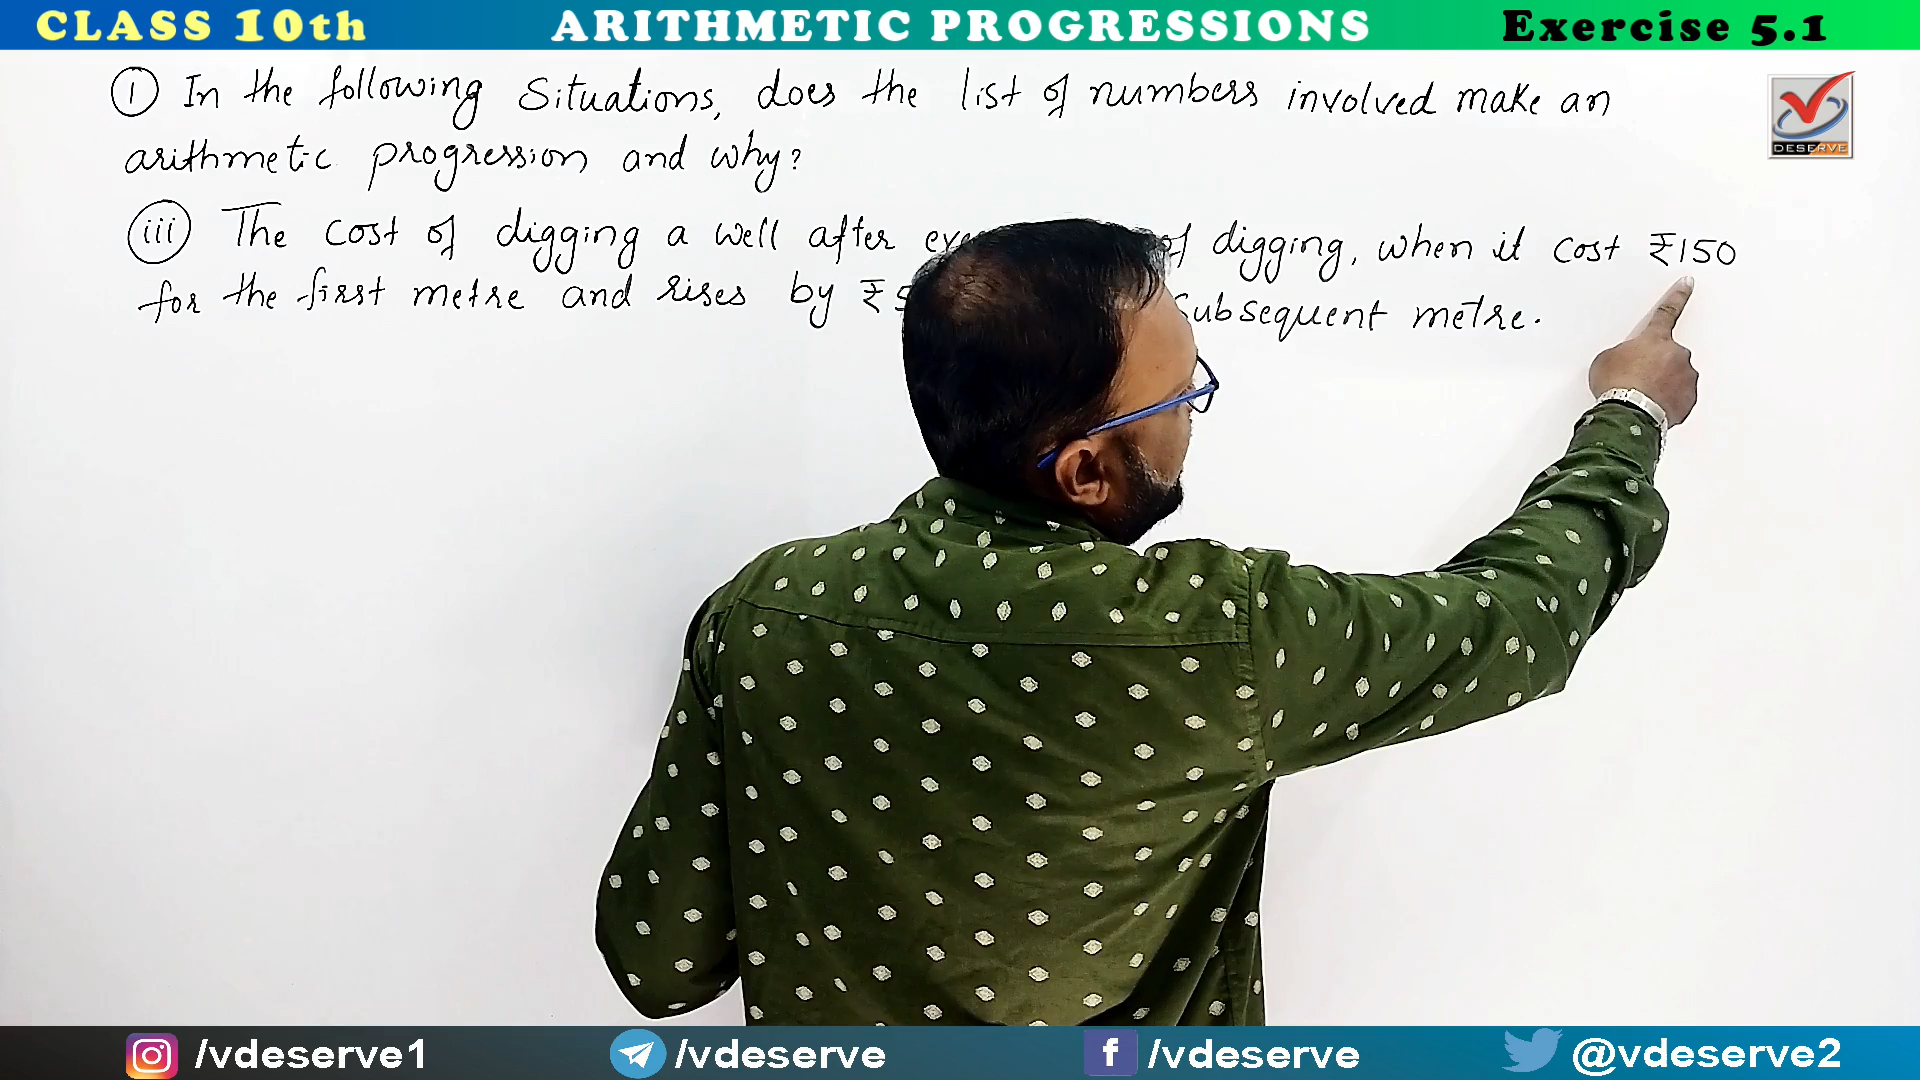 CLASS 10th ARITHMETIC PROGRESSIONS Exercise 5.1
① In the following Situations, does the list of numbers involved make an
arithmetic progression and why?
DESERVE
(iii) The cost of digging a well after of digging, when it cost ₹150
for the first metre and rises by ₹5 Subsequent metre.
/vdeserve1 /vdeserve /vdeserve @vdeserve2